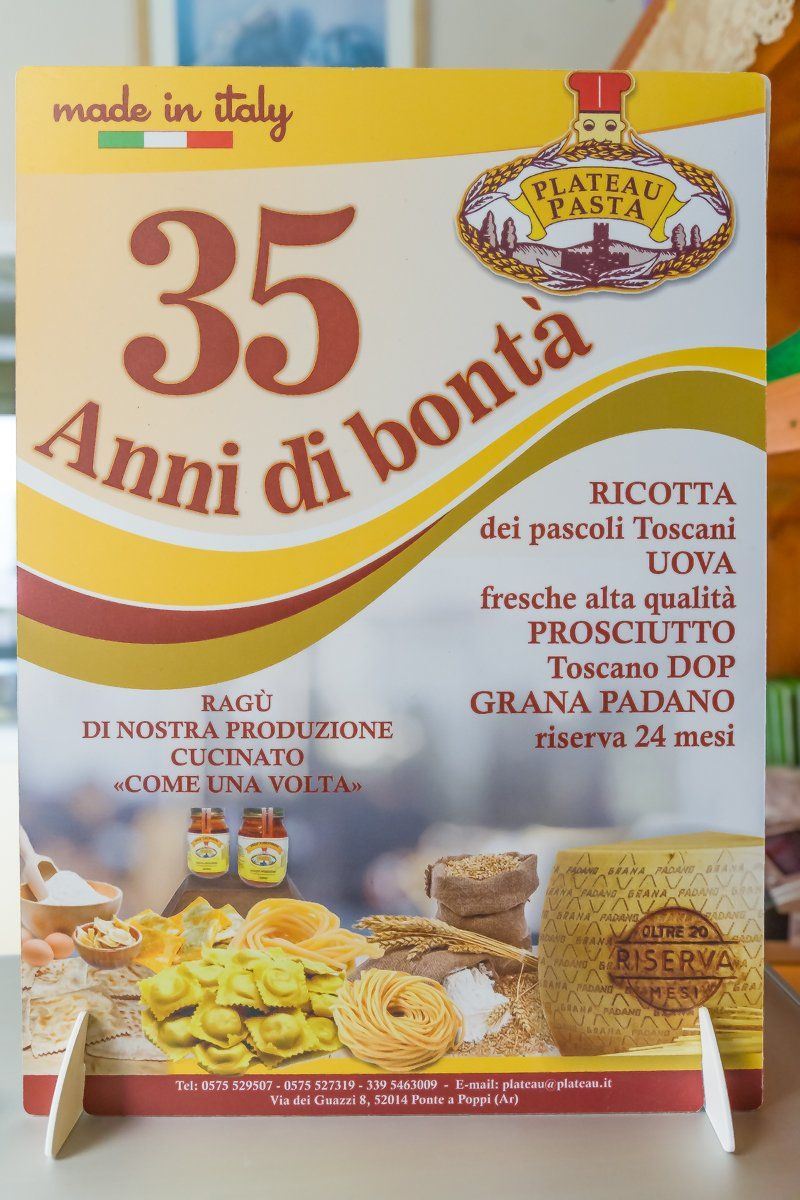 made in italy
PLATEAU
PASTA
35
Anni di bontà
RICOTTA
dei pascoli Toscani
UOVA
fresche alta qualità
PROSCIUTTO
Toscano DOP
GRANA PADANO
riserva 24 mesi
RAGÙ
DI NOSTRA PRODUZIONE
CUCINATO
«COME UNA VOLTA»
GRANA PADANO
OLTRE 20
RISERVA
MESI
Tel: 0575 529507 - 0575 527319 - 339 5463009 - E-mail: plateau@plateau.it
Via dei Guazzi 8, 52014 Ponte a Poppi (Ar)